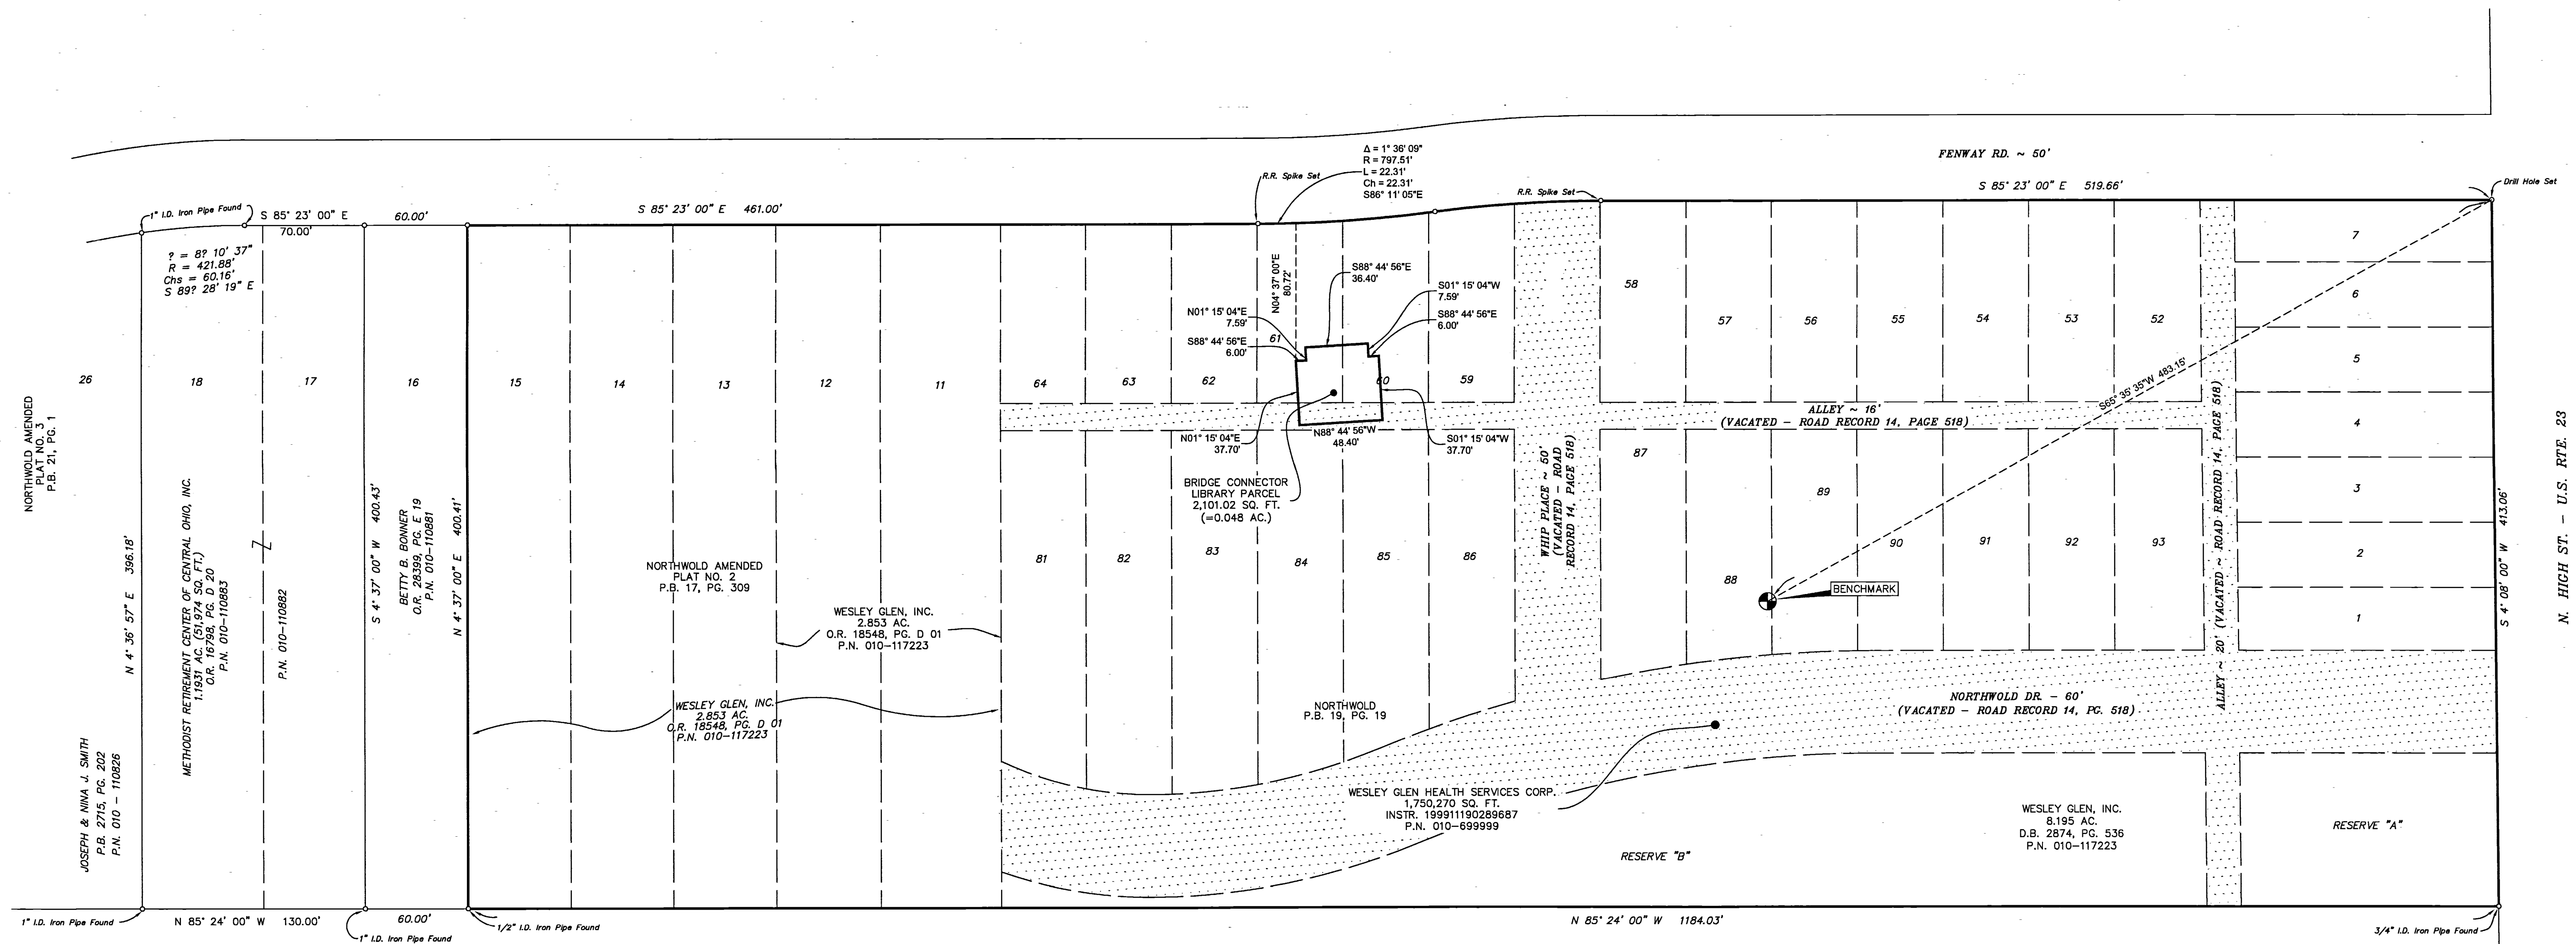 FENWAY RD. ~ 50'
Δ = 1° 36' 09"
R = 797.51'
L = 22.31'
Ch = 22.31'
S86° 11' 05"E
R.R. Spike Set
R.R. Spike Set
S 85° 23' 00" E 519.66'
Drill Hole Set
1" I.D. Iron Pipe Found
S 85° 23' 00" E
70.00'
60.00'
S 85° 23' 00" E 461.00'
? = 8? 10' 37"
R = 421.88'
Chs = 60.16'
S 89? 28' 19" E
N04° 37' 00"E
80.72'
S88° 44' 56"E
36.40'
S01° 15' 04"W
7.59'
S88° 44' 56"E
6.00'
N01° 15' 04"E
7.59'
S88° 44' 56"E
6.00'
61
26
18
17
16
15
14
13
12
11
64
63
62
60
59
58
57
56
55
54
53
52
7
6
5
4
3
2
1
NORTHWOLD AMENDED
PLAT NO. 3
P.B. 21, PG. 1
N01° 15' 04"E
37.70'
N88° 44' 56"W
48.40'
S01° 15' 04"W
37.70'
BRIDGE CONNECTOR
LIBRARY PARCEL
2,101.02 SQ. FT.
(=0.048 AC.)
WHIP PLACE ~ 50'
(VACATED - ROAD
RECORD 14, PAGE 518)
ALLEY ~ 16'
(VACATED - ROAD RECORD 14, PAGE 518)
S65° 35' 35"W 483.15'
ALLEY ~ 20' (VACATED ~ ROAD RECORD 14, PAGE 518)
S 4° 08' 00" W 413.06'
N. HIGH ST. - U.S. RTE. 23
87
89
90
91
92
93
88
BENCHMARK
81
82
83
84
85
86
N 4° 36' 57" E 396.18'
METHODIST RETIREMENT CENTER OF CENTRAL OHIO, INC.
1.1931 AC. (51,974 SQ. FT.)
O.R. 16798, PG. D 20
P.N. 010-110883
P.N. 010-110882
S 4° 37' 00" W 400.43'
BETTY B. BONNER
O.R. 28399, PG. E 19
P.N. 010-110881
N 4° 37' 00" E 400.41'
NORTHWOLD AMENDED
PLAT NO. 2
P.B. 17, PG. 309
WESLEY GLEN, INC.
2.853 AC.
O.R. 18548, PG. D 01
P.N. 010-117223
WESLEY GLEN, INC.
2.853 AC.
O.R. 18548, PG. D 01
P.N. 010-117223
NORTHWOLD
P.B. 19, PG. 19
NORTHWOLD DR. - 60'
(VACATED - ROAD RECORD 14, PG. 518)
JOSEPH & NINA J. SMITH
P.B. 2715, PG. 202
P.N. 010 - 110826
WESLEY GLEN HEALTH SERVICES CORP.
1,750,270 SQ. FT.
INSTR. 199911190289687
P.N. 010-699999
RESERVE "B"
WESLEY GLEN, INC.
8.195 AC.
D.B. 2874, PG. 536
P.N. 010-117223
RESERVE "A"
1" I.D. Iron Pipe Found
N 85° 24' 00" W 130.00'
60.00'
1" I.D. Iron Pipe Found
1/2" I.D. Iron Pipe Found
N 85° 24' 00" W 1184.03'
3/4" I.D. Iron Pipe Found